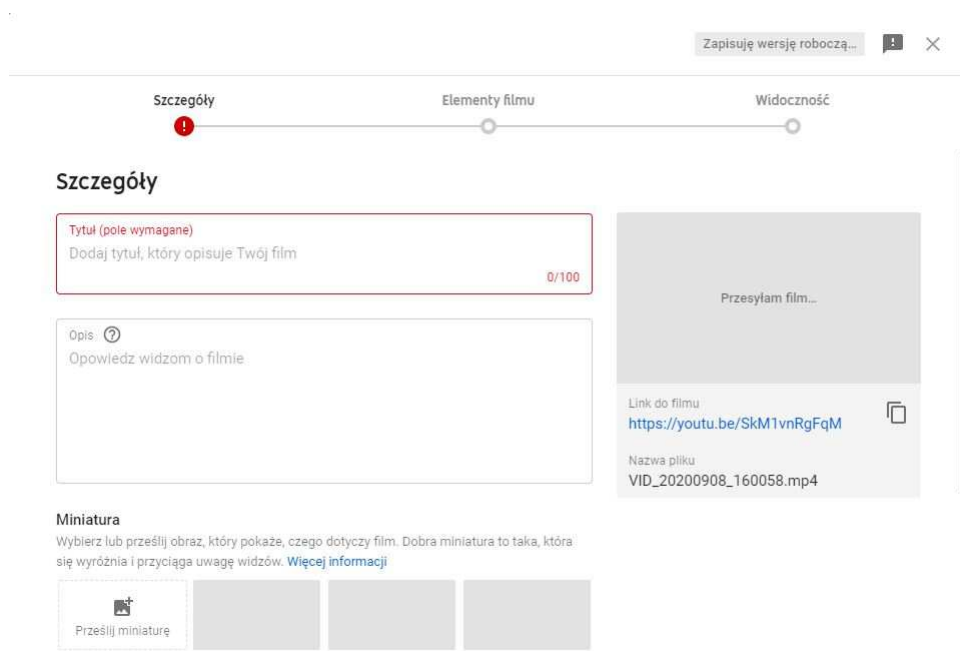 Zapisuję wersję roboczą...
Szczegóły
Elementy filmu
Widoczność
Szczegóły
Tytuł (pole wymagane)
Dodaj tytuł, który opisuje Twój film
0/100
Przesyłam film...
Opis
Opowiedz widzom o filmie
Link do filmu
https://youtu.be/SkM1vnRgFqM
Nazwa pliku
VID_20200908_160058.mp4
Miniatura
Wybierz lub prześlij obraz, który pokaże, czego dotyczy film. Dobra miniatura to taka, która
się wyróżnia i przyciąga uwagę widzów. Więcej informacji
Prześlij miniaturę